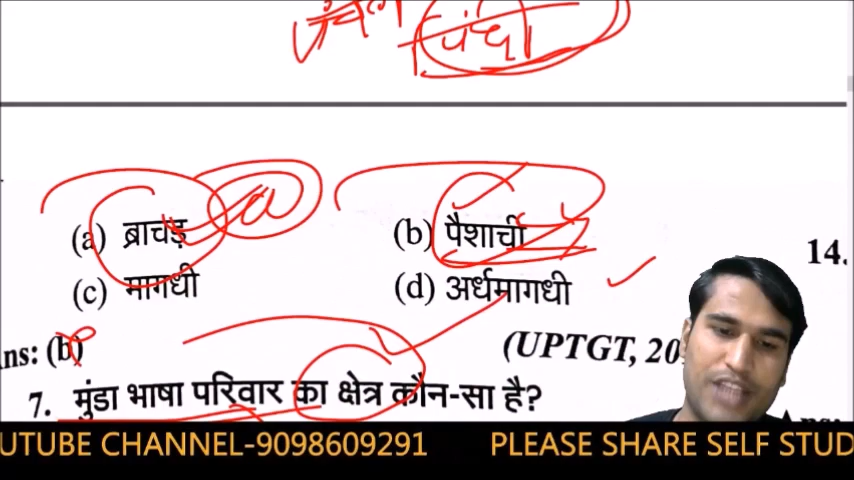 पंधी
(a) ब्राचड़ a (b) पैशाची
14.
(c) मागधी (d) अर्धमागधी
ns: (b)
(UPTGT, 20
7. मुंडा भाषा परिवार का क्षेत्र कौन-सा है?
UTUBE CHANNEL-9098609291 PLEASE SHARE SELF STUD